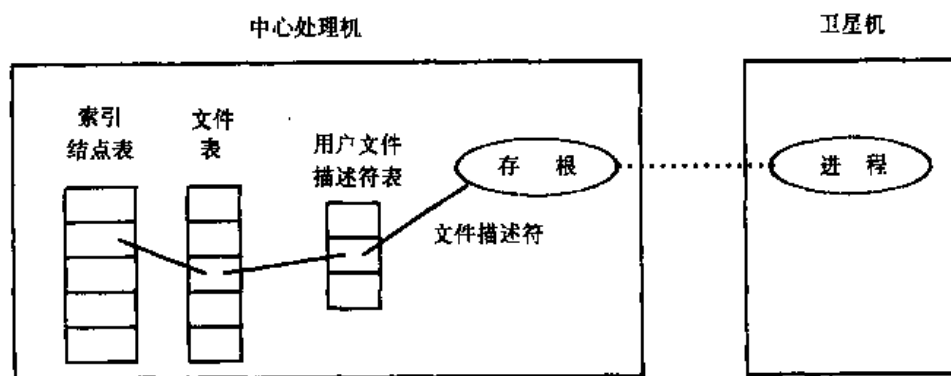 中心处理机
卫星机
索引
结点表
文件
表
用户文件
描述符表
存 根
进 程
文件描述符